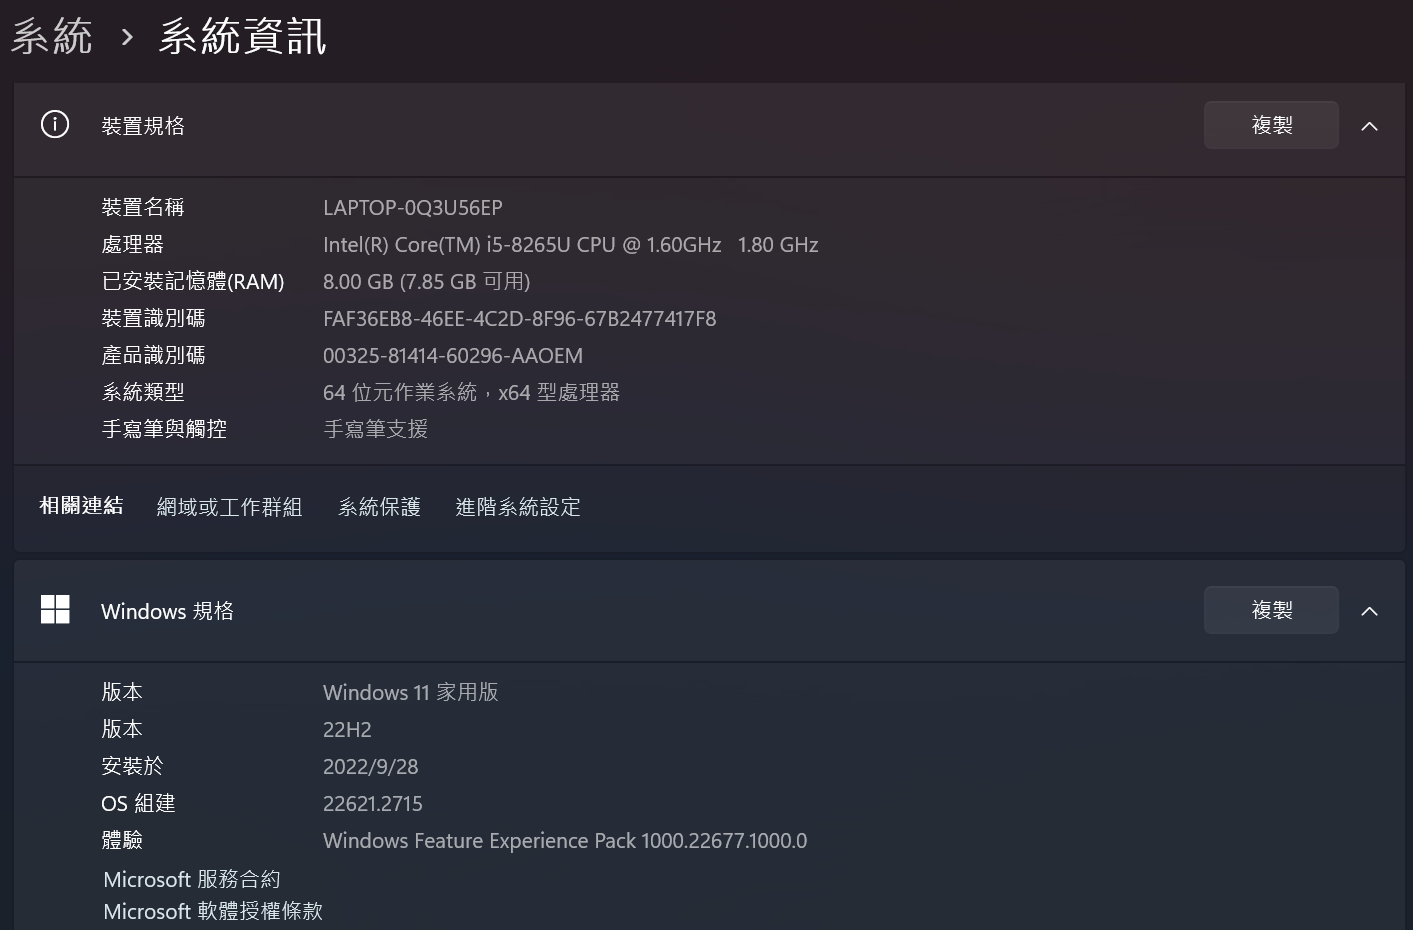 系統 › 系統資訊
裝置規格 複製
裝置名稱 LAPTOP-0Q3U56EP
處理器 Intel(R) Core(TM) i5-8265U CPU @ 1.60GHz 1.80 GHz
已安裝記憶體(RAM) 8.00 GB (7.85 GB 可用)
裝置識別碼 FAF36EB8-46EE-4C2D-8F96-67B2477417F8
產品識別碼 00325-81414-60296-AAOEM
系統類型 64 位元作業系統，x64 型處理器
手寫筆與觸控 手寫筆支援
相關連結 網域或工作群組 系統保護 進階系統設定
Windows 規格 複製
版本 Windows 11 家用版
版本 22H2
安裝於 2022/9/28
OS 組建 22621.2715
體驗 Windows Feature Experience Pack 1000.22677.1000.0
Microsoft 服務合約
Microsoft 軟體授權條款